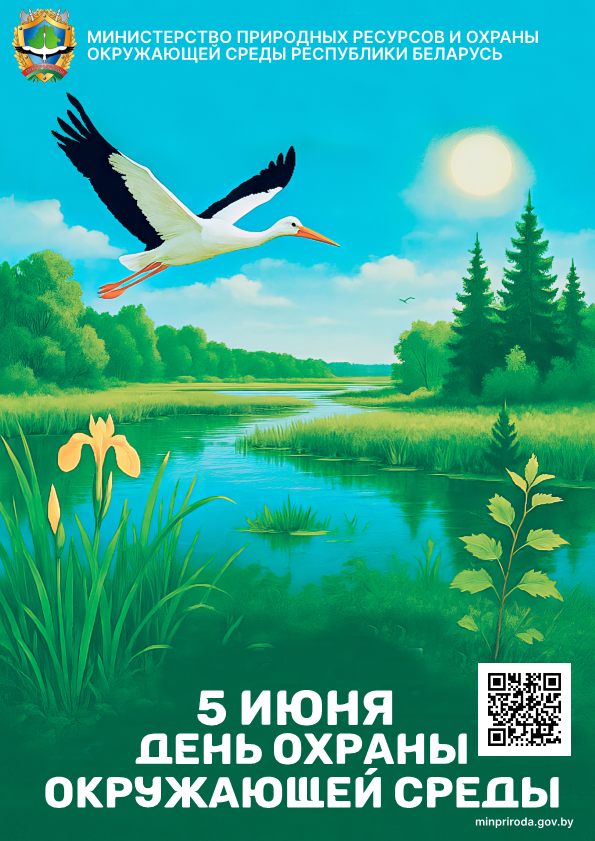 МИНИСТЕРСТВО ПРИРОДНЫХ РЕСУРСОВ И ОХРАНЫ
ОКРУЖАЮЩЕЙ СРЕДЫ РЕСПУБЛИКИ БЕЛАРУСЬ
5 ИЮНЯ
ДЕНЬ ОХРАНЫ
ОКРУЖАЮЩЕЙ СРЕДЫ
minpriroda.gov.by